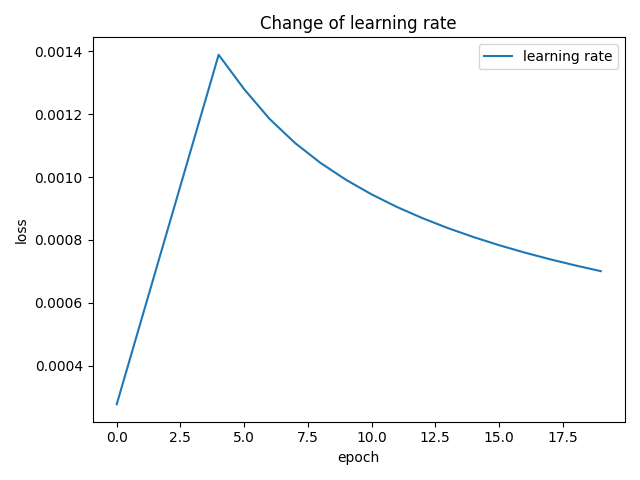 Change of learning rate
learning rate
loss
0.0014
0.0012
0.0010
0.0008
0.0006
0.0004
0.0 2.5 5.0 7.5 10.0 12.5 15.0 17.5
epoch